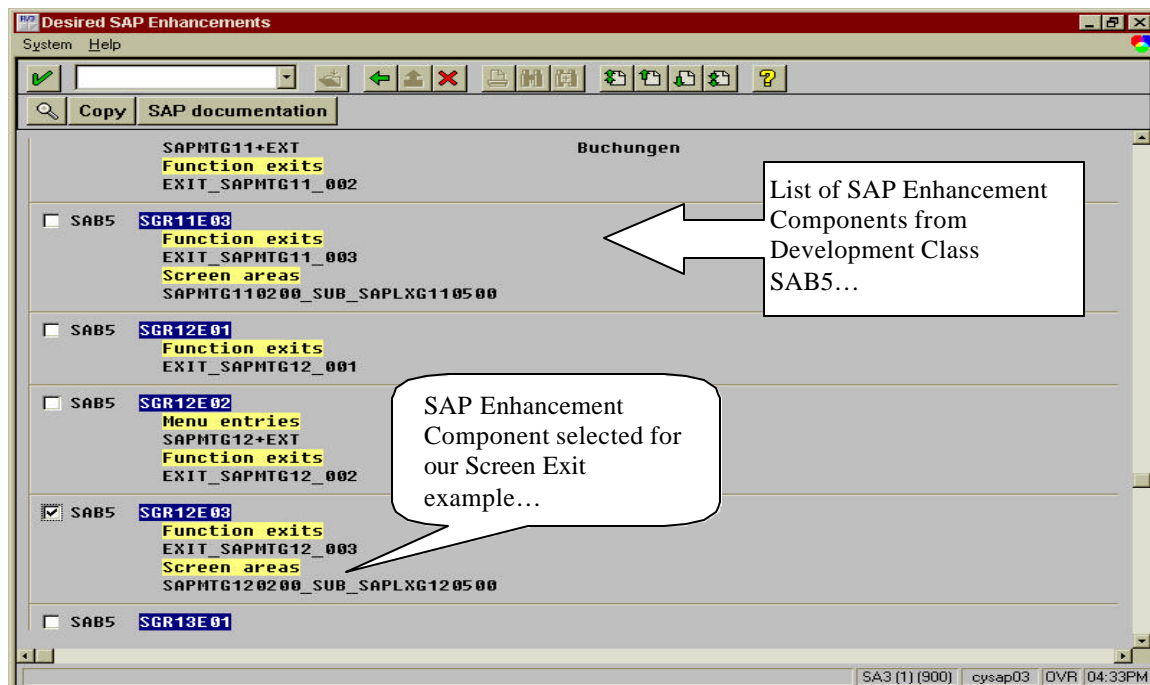 Desired SAP Enhancements
System Help
Copy SAP documentation
SAPMTG11+EXT Buchungen
Function exits
EXIT_SAPMTG11_002
List of SAP Enhancement
Components from
Development Class
SAB5…
SAB5 SGR11E03
Function exits
EXIT_SAPMTG11_003
Screen areas
SAPMTG110200_SUB_SAPLXG110500
SAB5 SGR12E01
Function exits
EXIT_SAPMTG12_001
SAB5 SGR12E02
Menu entries
SAPMTG12+EXT
Function exits
EXIT_SAPMTG12_002
SAP Enhancement
Component selected for
our Screen Exit
example…
SAB5 SGR12E03
Function exits
EXIT_SAPMTG12_003
Screen areas
SAPMTG120200_SUB_SAPLXG120500
SAB5 SGR13E01
SA3 (1) (900) cysap03 OVR 04:33PM